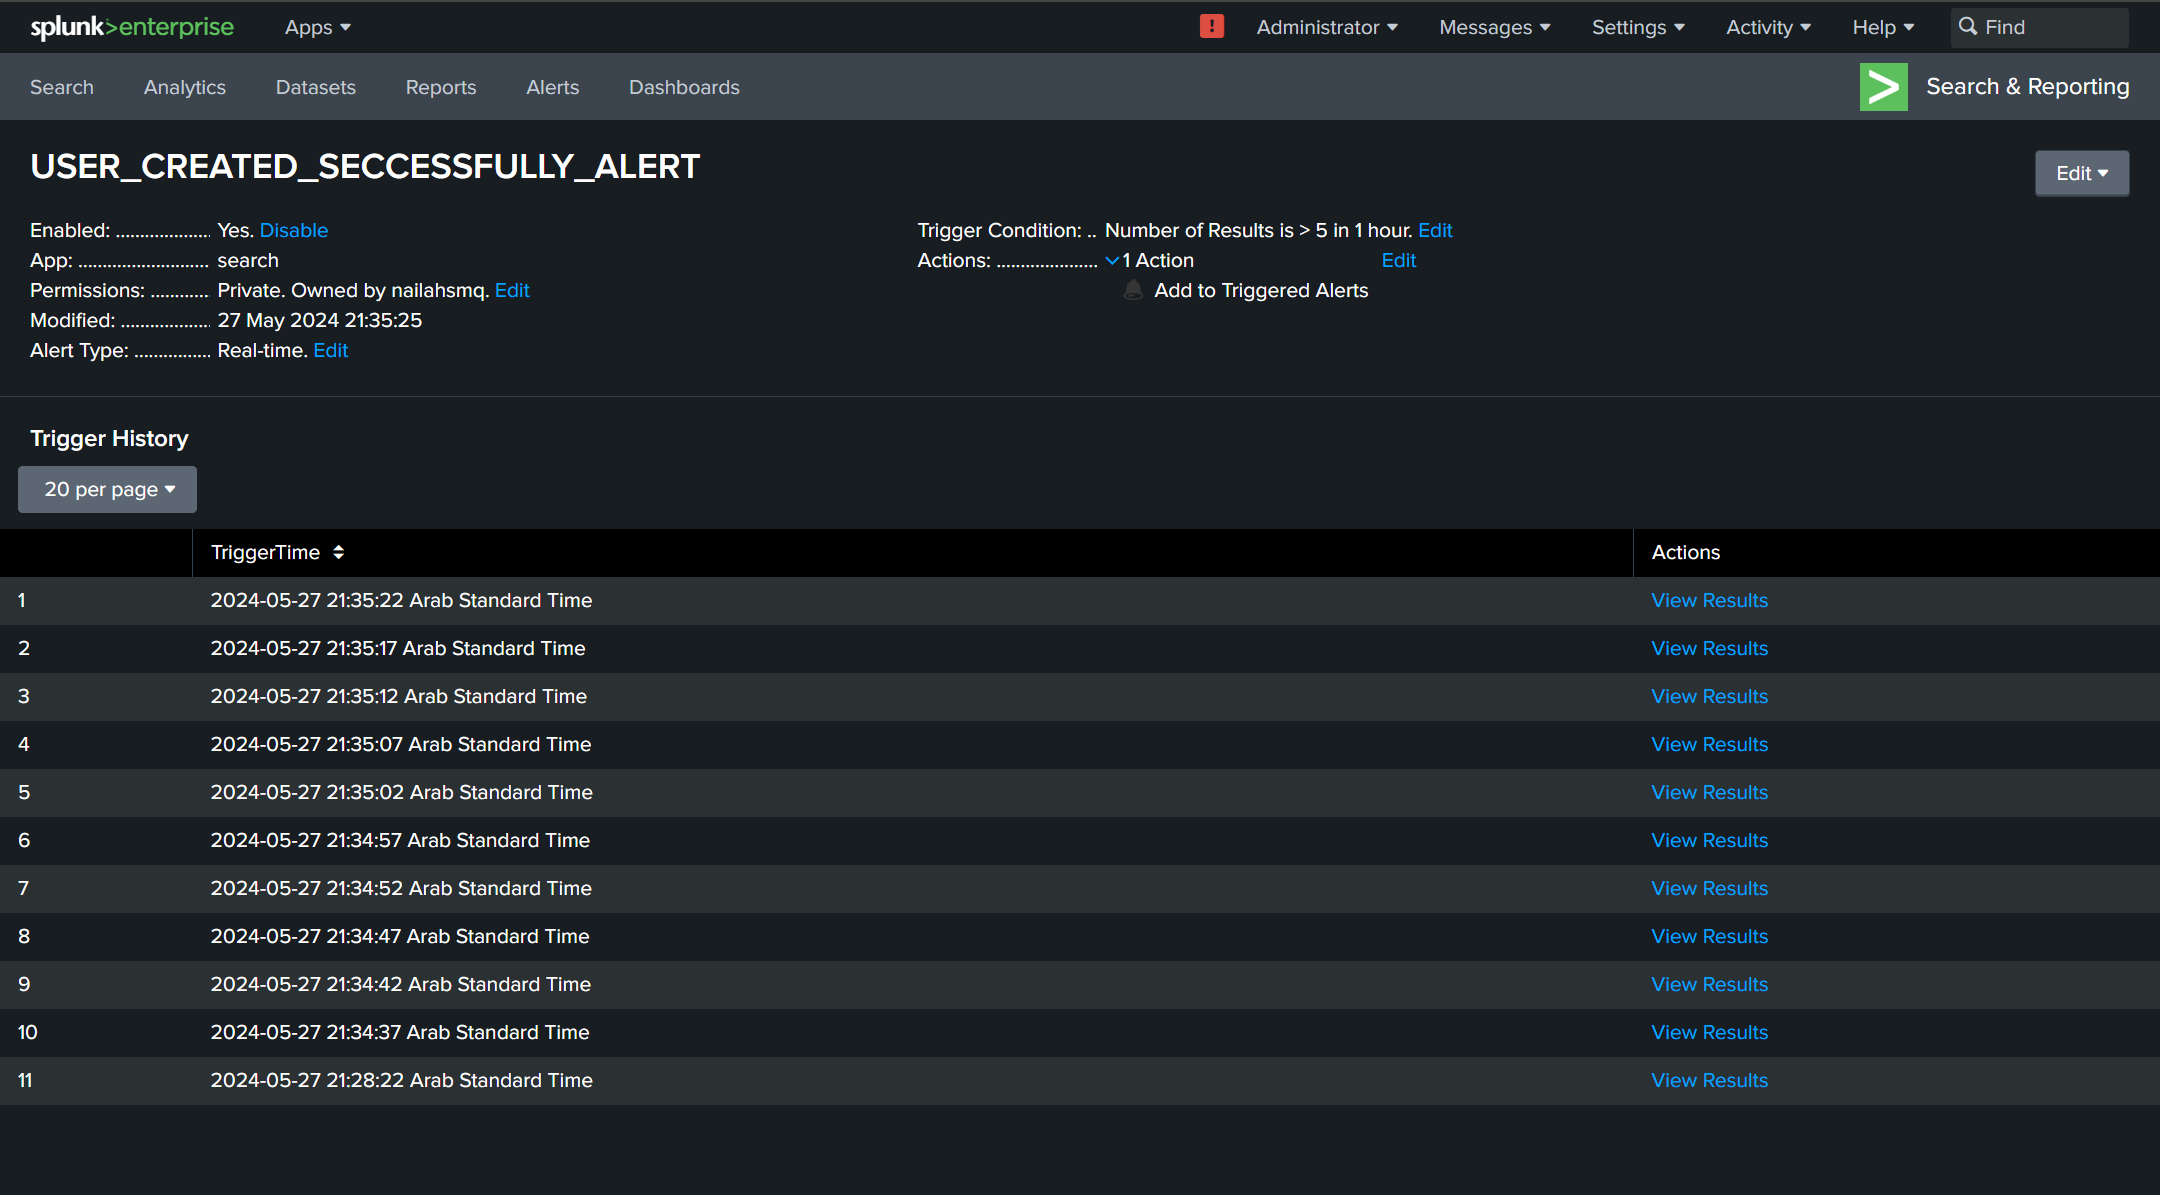 splunk>enterprise Apps ! Administrator Messages Settings Activity Help Find
Search Analytics Datasets Reports Alerts Dashboards > Search & Reporting
USER_CREATED_SECCESSFULLY_ALERT
Edit
Enabled: ................... Yes. Disable
App: ........................... search
Permissions: ............ Private. Owned by nailahsmq. Edit
Modified: ................... 27 May 2024 21:35:25
Alert Type: ................ Real-time. Edit
Trigger Condition: .. Number of Results is > 5 in 1 hour. Edit
Actions: ..................... 1 Action Edit
Add to Triggered Alerts
Trigger History
20 per page
TriggerTime Actions
1 2024-05-27 21:35:22 Arab Standard Time View Results
2 2024-05-27 21:35:17 Arab Standard Time View Results
3 2024-05-27 21:35:12 Arab Standard Time View Results
4 2024-05-27 21:35:07 Arab Standard Time View Results
5 2024-05-27 21:35:02 Arab Standard Time View Results
6 2024-05-27 21:34:57 Arab Standard Time View Results
7 2024-05-27 21:34:52 Arab Standard Time View Results
8 2024-05-27 21:34:47 Arab Standard Time View Results
9 2024-05-27 21:34:42 Arab Standard Time View Results
10 2024-05-27 21:34:37 Arab Standard Time View Results
11 2024-05-27 21:28:22 Arab Standard Time View Results